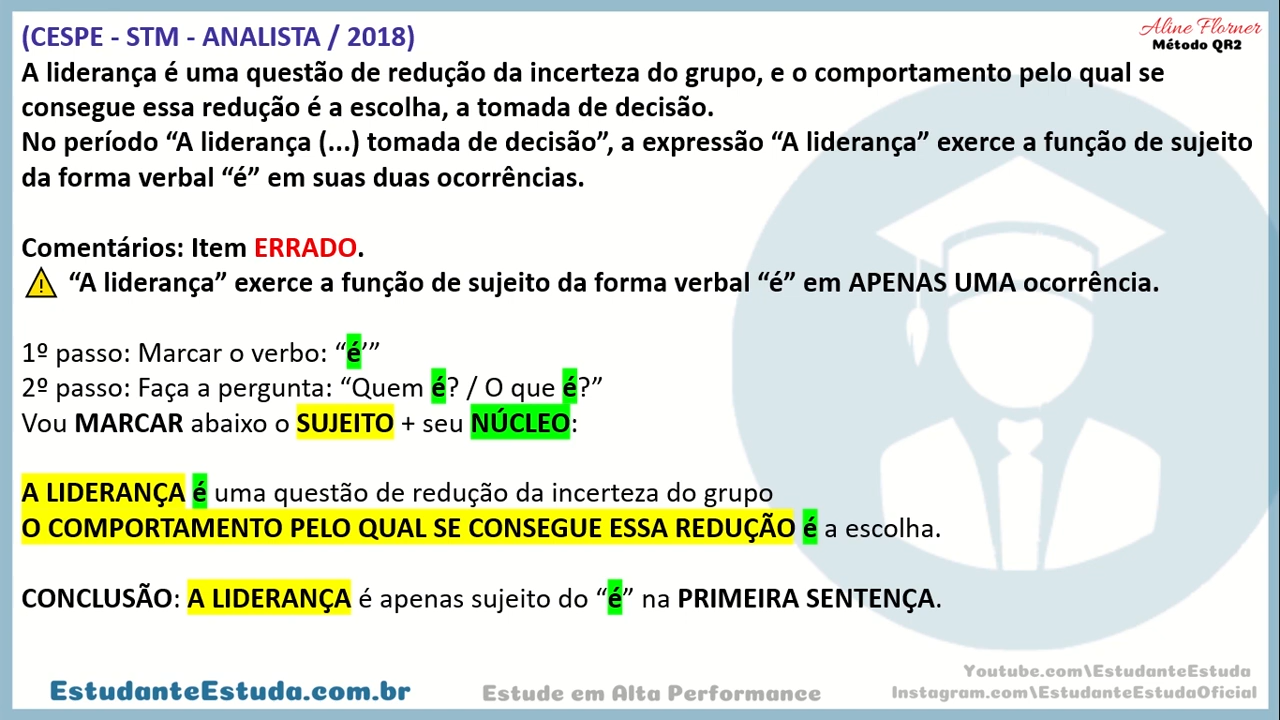 (CESPE - STM - ANALISTA / 2018)
Aline Florner
Método QR2
A liderança é uma questão de redução da incerteza do grupo, e o comportamento pelo qual se
consegue essa redução é a escolha, a tomada de decisão.
No período “A liderança (...) tomada de decisão”, a expressão “A liderança” exerce a função de sujeito
da forma verbal “é” em suas duas ocorrências.
Comentários: Item ERRADO.
“A liderança” exerce a função de sujeito da forma verbal “é” em APENAS UMA ocorrência.
1º passo: Marcar o verbo: “é’”
2º passo: Faça a pergunta: “Quem é? / O que é?”
Vou MARCAR abaixo o SUJEITO + seu NÚCLEO:
A LIDERANÇA é uma questão de redução da incerteza do grupo
O COMPORTAMENTO PELO QUAL SE CONSEGUE ESSA REDUÇÃO é a escolha.
CONCLUSÃO: A LIDERANÇA é apenas sujeito do “é” na PRIMEIRA SENTENÇA.
EstudanteEstuda.com.br
Estude em Alta Performance
Youtube.com\EstudanteEstuda
Instagram.com\EstudanteEstudaOficial